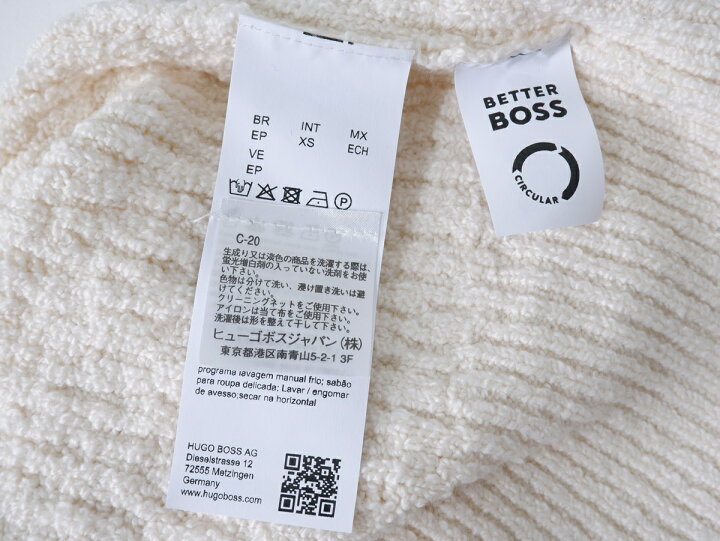 BR INT MX
EP XS ECH
VE
EP
C-20
生成り又は淡色の商品を洗濯する際は、
蛍光増白剤の入っていない洗剤をお使
い下さい。
色物は分けて洗い、漬け置き洗いは避
けてください。
クリーニングネットをご使用下さい。
アイロンは当て布をご使用下さい。
洗濯後は形を整えて干して下さい。
ヒューゴボスジャパン(株)
東京都港区南青山5-2-1 3F
programa lavagem manual frio; sabão
para roupa delicada; Lavar / engomar
de avesso;secar na horizontal
HUGO BOSS AG
Dieselstrasse 12
72555 Metzingen
Germany
www.hugoboss.com
BETTER
BOSS
CIRCULAR